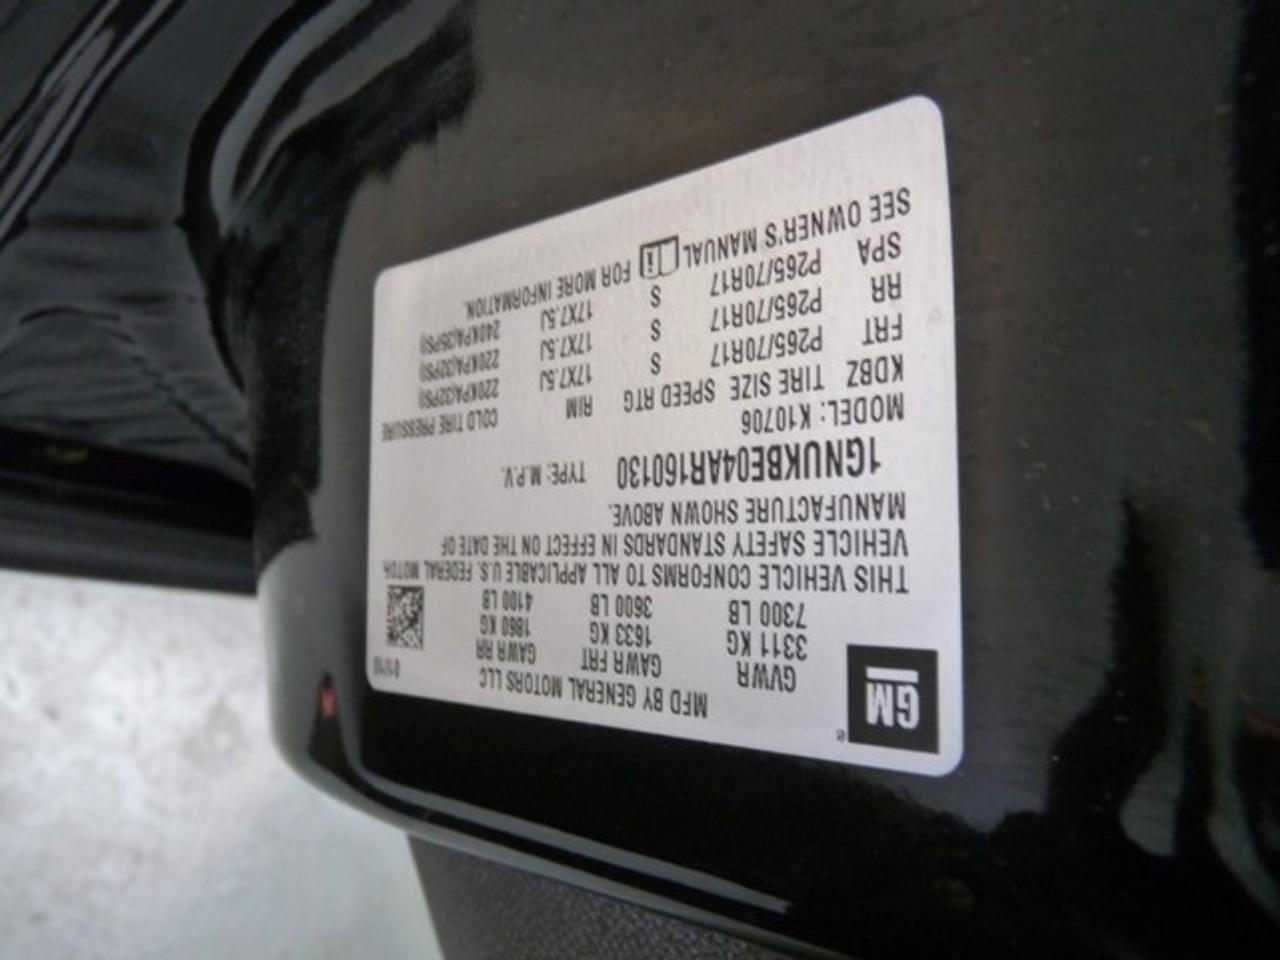 GM
MFD BY GENERAL MOTORS LLC 01/10
GVWR GAWR FRT GAWR RR
3311 KG 1633 KG 1860 KG
7300 LB 3600 LB 4100 LB
THIS VEHICLE CONFORMS TO ALL APPLICABLE U.S. FEDERAL MOTOR
VEHICLE SAFETY STANDARDS IN EFFECT ON THE DATE OF
MANUFACTURE SHOWN ABOVE.
1GNUKBE04AR160130 TYPE: M.P.V.
MODEL: K10706
KDBZ TIRE SIZE SPEED RTG RIM COLD TIRE PRESSURE
FRT P265/70R17 S 17X7.5J 220KPA(32PSI)
RR P265/70R17 S 17X7.5J 220KPA(32PSI)
SPA P265/70R17 S 17X7.5J 240KPA(35PSI)
SEE OWNER'S MANUAL i FOR MORE INFORMATION.